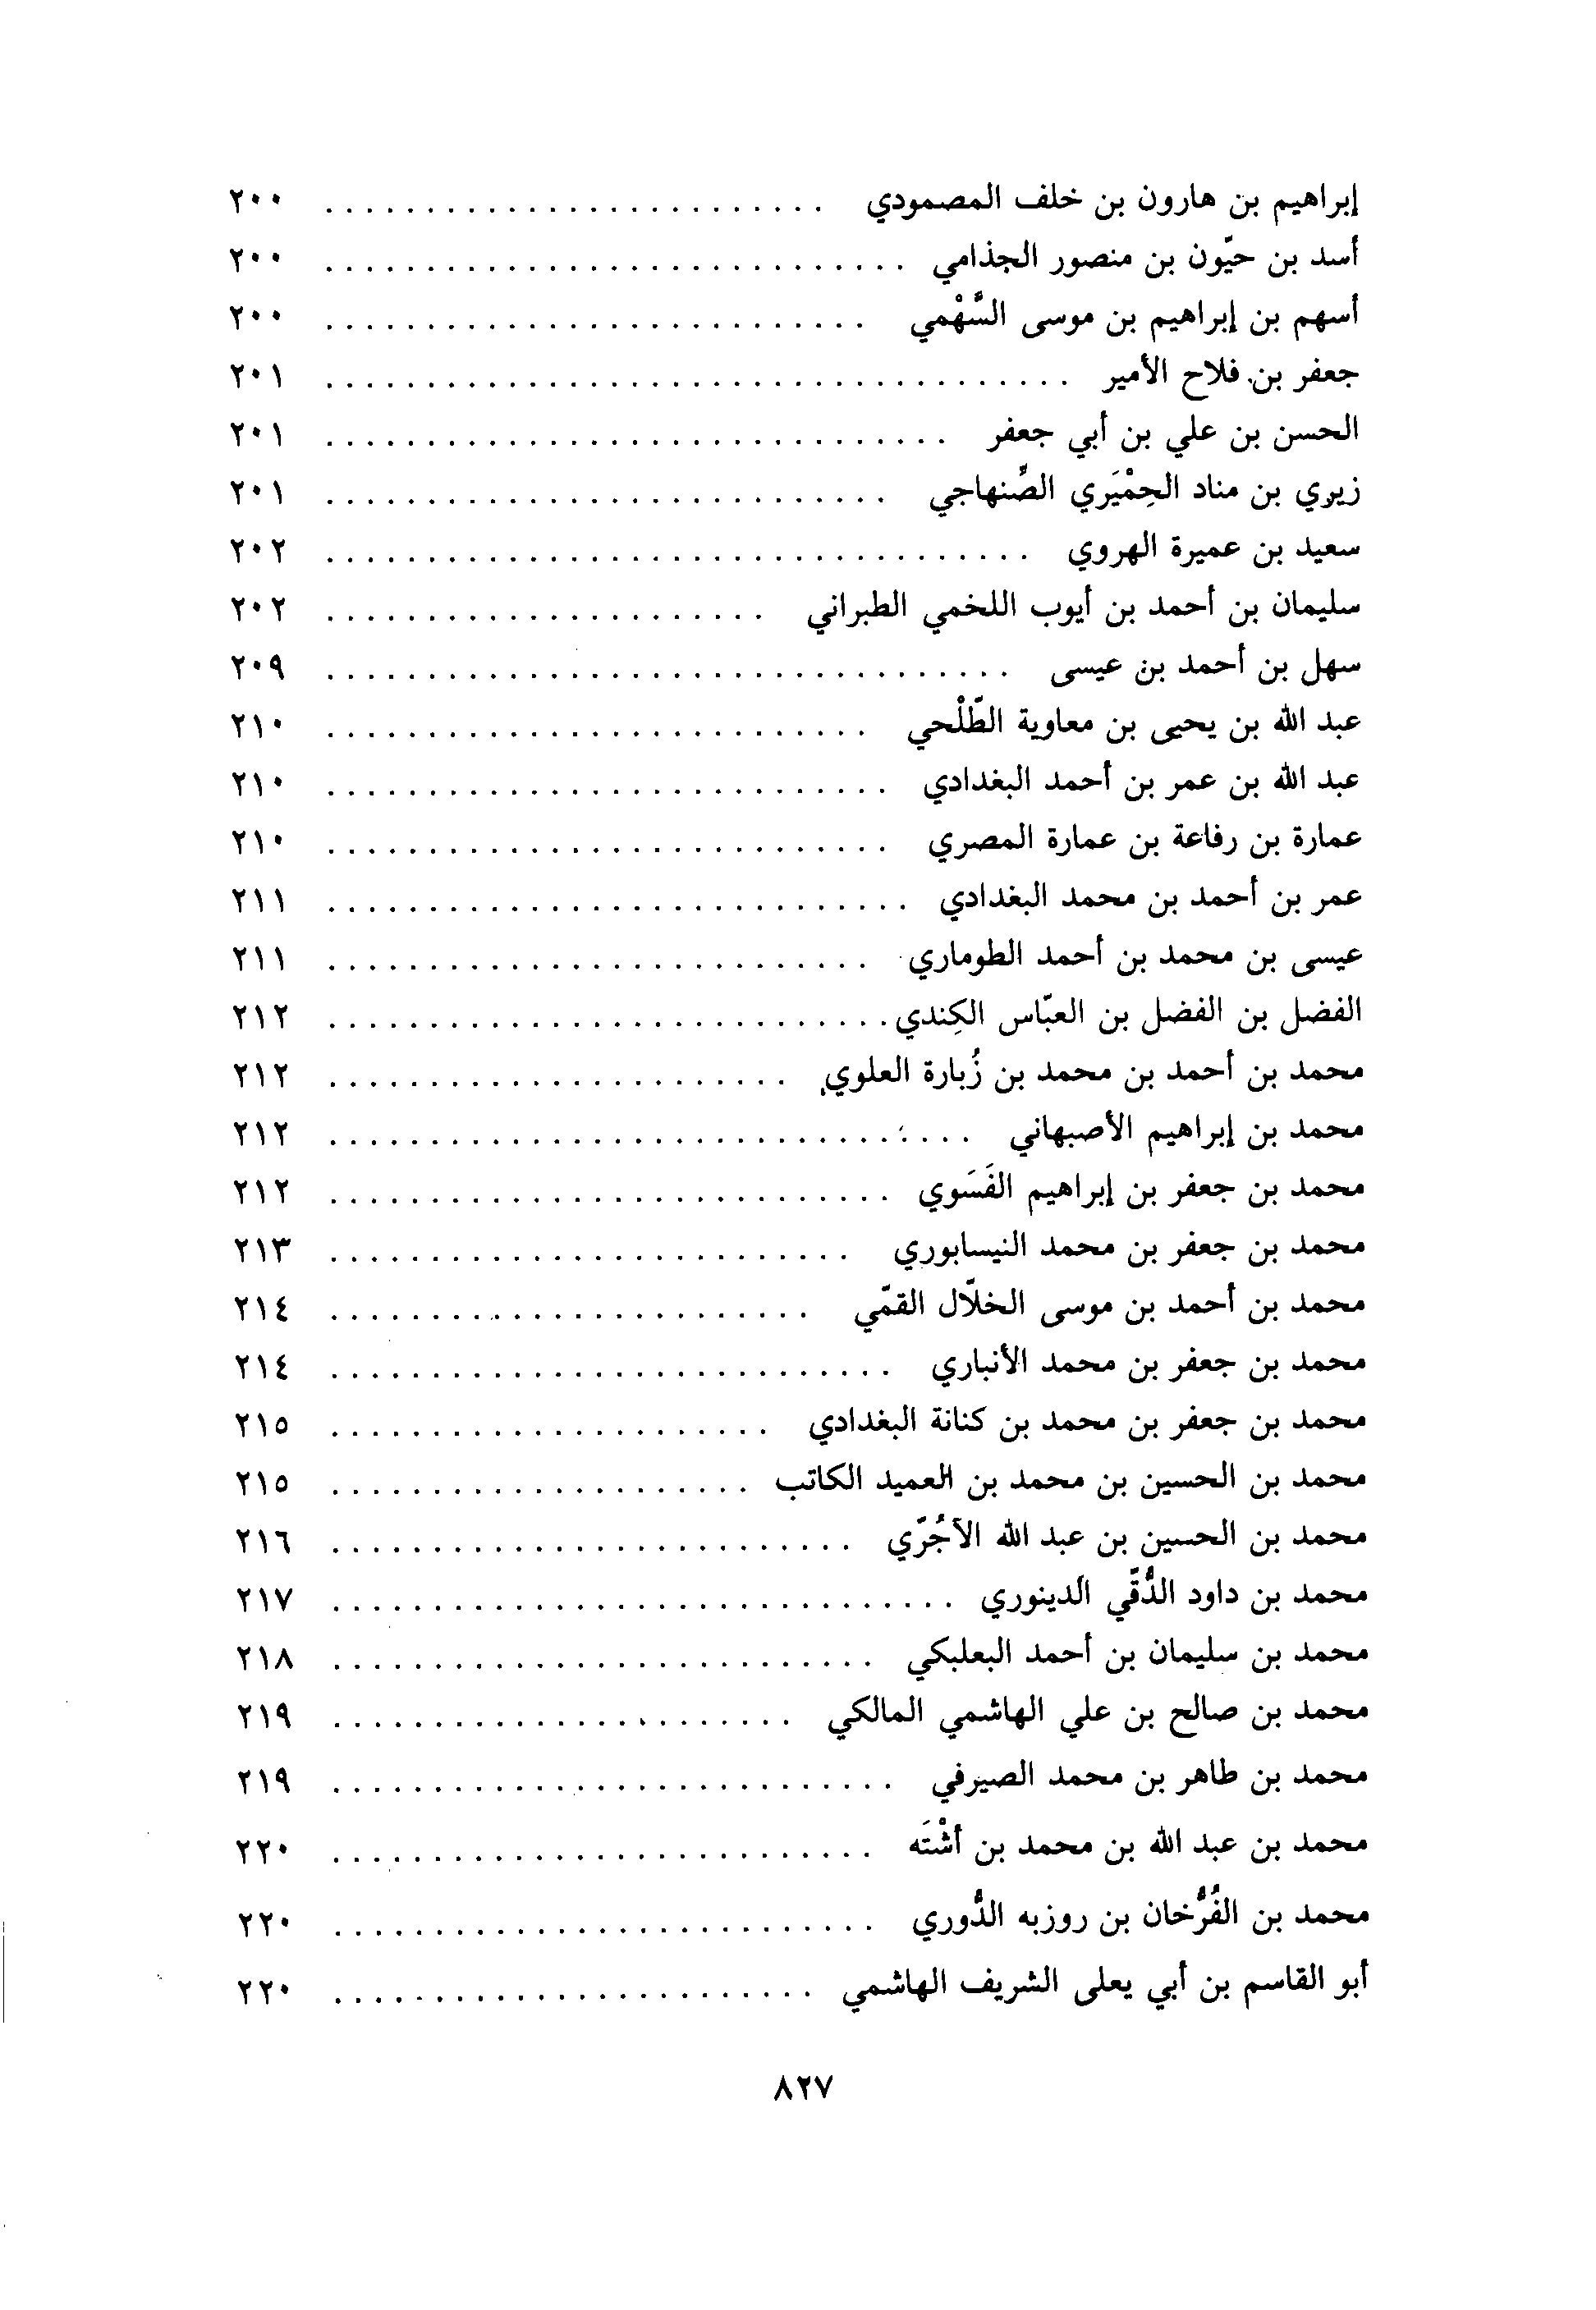 إبراهيم بن هارون بن خلف المصمودي ......................... ٢٠٠
أسد بن حيّون بن منصور الجذامي ............................. ٢٠٠
أسهم بن إبراهيم بن موسى السَّهْمي ........................... ٢٠٠
جعفر بن فلاح الأمير ..................................... ٢٠١
الحسن بن علي بن أبي جعفر ............................... ٢٠١
زيري بن مناد الحِمْيَري الصِّنهاجي ............................ ٢٠١
سعيد بن عميرة الهروي ................................... ٢٠٢
سليمان بن أحمد بن أيوب اللخمي الطبراني ...................... ٢٠٢
سهل بن أحمد بن عيسى .................................. ٢٠٩
عبد الله بن يحيى بن معاوية الطّلْحي ........................... ٢١٠
عبد الله بن عمر بن أحمد البغدادي ............................ ٢١٠
عمارة بن رفاعة بن عمارة المصري ............................ ٢١٠
عمر بن أحمد بن محمد البغدادي ............................. ٢١١
عيسى بن محمد بن أحمد الطوماري ........................... ٢١١
الفضل بن الفضل بن العبّاس الكِندي ............................ ٢١٢
محمد بن أحمد بن محمد بن زُبارة العلوي ....................... ٢١٢
محمد بن إبراهيم الأصبهاني ................................ ٢١٢
محمد بن جعفر بن إبراهيم الفَسَوي ............................ ٢١٢
محمد بن جعفر بن محمد النيسابوري .......................... ٢١٣
محمد بن أحمد بن موسى الخلّال القمّي ........................ ٢١٤
محمد بن جعفر بن محمد الأنباري ............................ ٢١٤
محمد بن جعفر بن محمد بن كنانة البغدادي ...................... ٢١٥
محمد بن الحسين بن محمد بن العميد الكاتب ..................... ٢١٥
محمد بن الحسين بن عبد الله الآجُرّي .......................... ٢١٦
محمد بن داود الدُّقّي الدينوري ............................... ٢١٧
محمد بن سليمان بن أحمد البعلبكي ........................... ٢١٨
محمد بن صالح بن علي الهاشمي المالكي ....................... ٢١٩
محمد بن طاهر بن محمد الصيرفي ............................ ٢١٩
محمد بن عبد الله بن محمد بن أشْتَه ........................... ٢٢٠
محمد بن الفُرُّخان بن روزبه الدُّوري ........................... ٢٢٠
أبو القاسم بن أبي يعلى الشريف الهاشمي ........................ ٢٢٠
٨٢٧